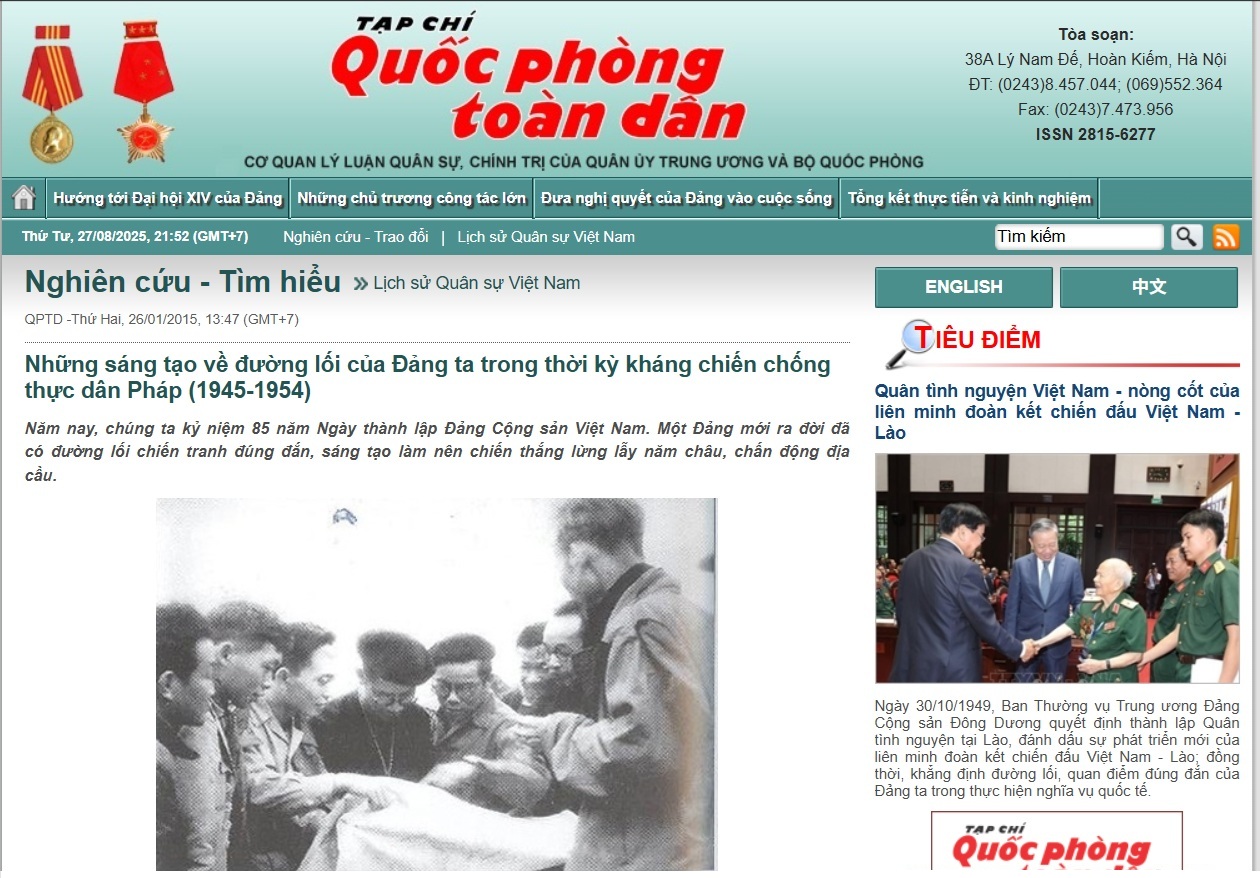 TẠP CHÍ
Quốc phòng
toàn dân
CƠ QUAN LÝ LUẬN QUÂN SỰ, CHÍNH TRỊ CỦA QUÂN ỦY TRUNG ƯƠNG VÀ BỘ QUỐC PHÒNG
Tòa soạn:
38A Lý Nam Đế, Hoàn Kiếm, Hà Nội
ĐT: (0243)8.457.044; (069)552.364
Fax: (0243)7.473.956
ISSN 2815-6277
Hướng tới Đại hội XIV của Đảng Những chủ trương công tác lớn Đưa nghị quyết của Đảng vào cuộc sống Tổng kết thực tiễn và kinh nghiệm
Thứ Tư, 27/08/2025, 21:52 (GMT+7) Nghiên cứu - Trao đổi | Lịch sử Quân sự Việt Nam Tìm kiếm
Nghiên cứu - Tìm hiểu » Lịch sử Quân sự Việt Nam
QPTD -Thứ Hai, 26/01/2015, 13:47 (GMT+7)
Những sáng tạo về đường lối của Đảng ta trong thời kỳ kháng chiến chống
thực dân Pháp (1945-1954)
Năm nay, chúng ta kỷ niệm 85 năm Ngày thành lập Đảng Cộng sản Việt Nam. Một Đảng mới ra đời đã
có đường lối chiến tranh đúng đắn, sáng tạo làm nên chiến thắng lừng lẫy năm châu, chấn động địa
cầu.
ENGLISH 中文
TIÊU ĐIỂM
Quân tình nguyện Việt Nam - nòng cốt của
liên minh đoàn kết chiến đấu Việt Nam -
Lào
Ngày 30/10/1949, Ban Thường vụ Trung ương Đảng
Cộng sản Đông Dương quyết định thành lập Quân
tình nguyện tại Lào, đánh dấu sự phát triển mới của
liên minh đoàn kết chiến đấu Việt Nam - Lào; đồng
thời, khẳng định đường lối, quan điểm đúng đắn của
Đảng ta trong thực hiện nghĩa vụ quốc tế.
TẠP CHÍ
Quốc phòng
toàn dân